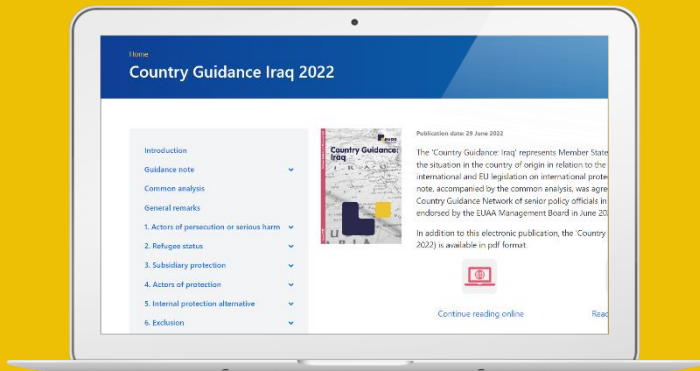 Home
Country Guidance Iraq 2022
Introduction
Guidance note
Common analysis
General remarks
1. Actors of persecution or serious harm
2. Refugee status
3. Subsidiary protection
4. Actors of protection
5. Internal protection alternative
6. Exclusion
Country Guidance:
Iraq
Publication date: 29 June 2022
The 'Country Guidance: Iraq' represents Member State
the situation in the country of origin in relation to the
international and EU legislation on international prote
note, accompanied by the common analysis, was agre
Country Guidance Network of senior policy officials in
endorsed by the EUAA Management Board in June 20
In addition to this electronic publication, the 'Country
2022) is available in pdf format.
Continue reading online
Read